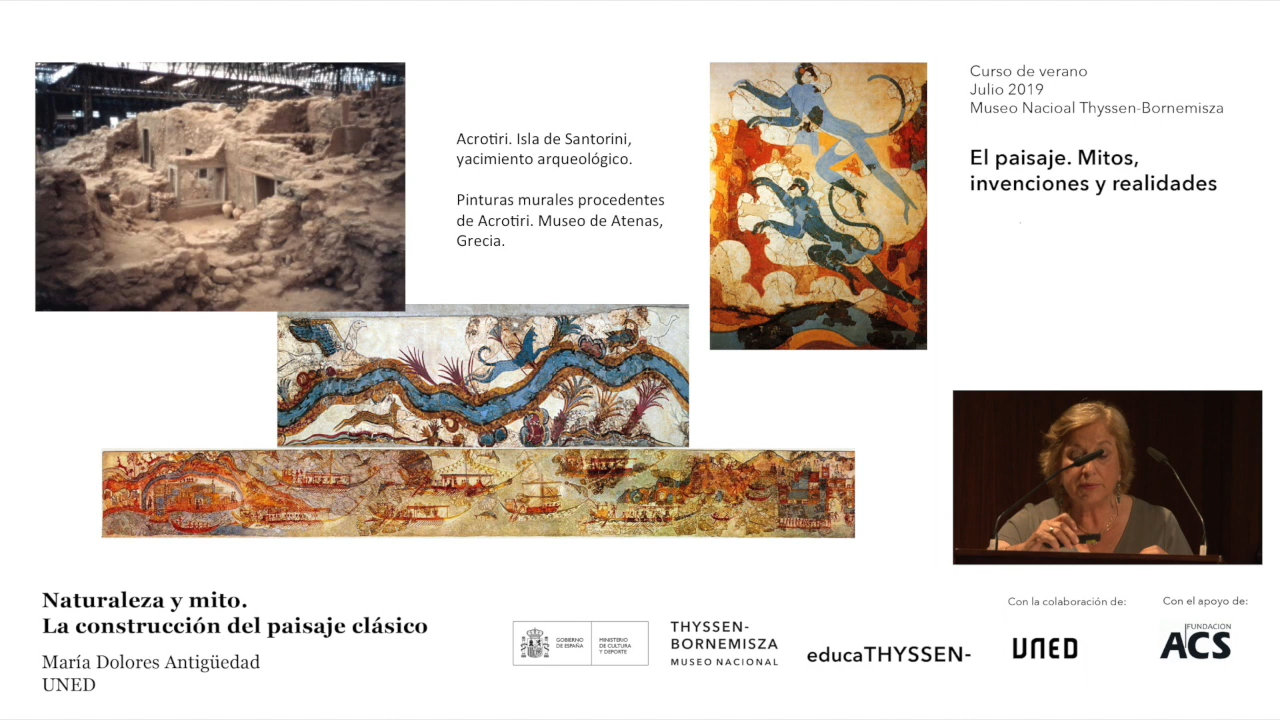 Acrotiri. Isla de Santorini,
yacimiento arqueológico.
Pinturas murales procedentes
de Acrotiri. Museo de Atenas,
Grecia.
Curso de verano
Julio 2019
Museo Nacioal Thyssen-Bornemisza
El paisaje. Mitos,
invenciones y realidades
Naturaleza y mito.
La construcción del paisaje clásico
María Dolores Antigüedad
UNED
GOBIERNO
DE ESPAÑA
MINISTERIO
DE CULTURA
Y DEPORTE
THYSSEN-
BORNEMISZA
MUSEO NACIONAL
educaTHYSSEN-
Con la colaboración de:
UNED
Con el apoyo de:
FUNDACION
ACS